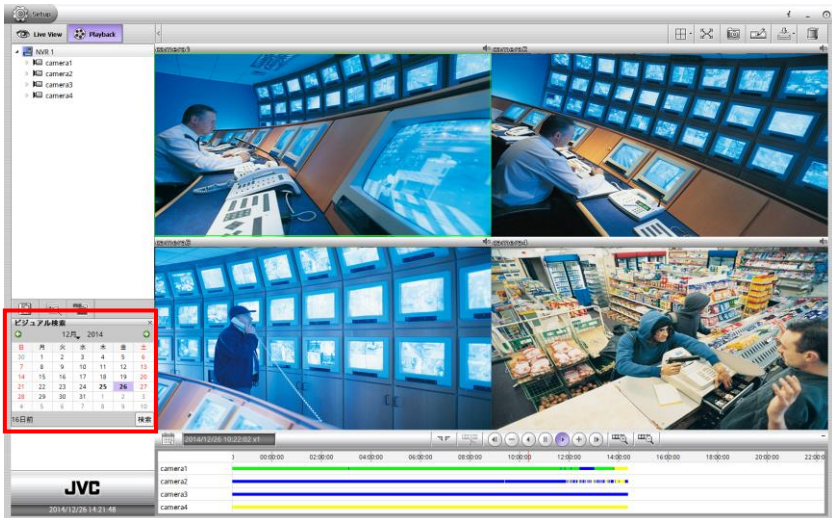 Setup
Live View
Playback
NVR 1
camera1
camera2
camera3
camera4
camera1
camera2
camera3
camera4
ビジュアル検索
12月 2014
日 月 火 水 木 金 土
30 1 2 3 4 5 6
7 8 9 10 11 12 13
14 15 16 17 18 19 20
21 22 23 24 25 26 27
28 29 30 31 1 2 3
4 5 6 7 8 9 10
16日前
検索
2014/12/26 10:22:02 x1
00:00:00 02:00:00 04:00:00 06:00:00 08:00:00 10:00:00 12:00:00 14:00:00 16:00:00 18:00:00 20:00:00 22:00:0
camera1
camera2
camera3
camera4
JVC
2014/12/26 14:21:48